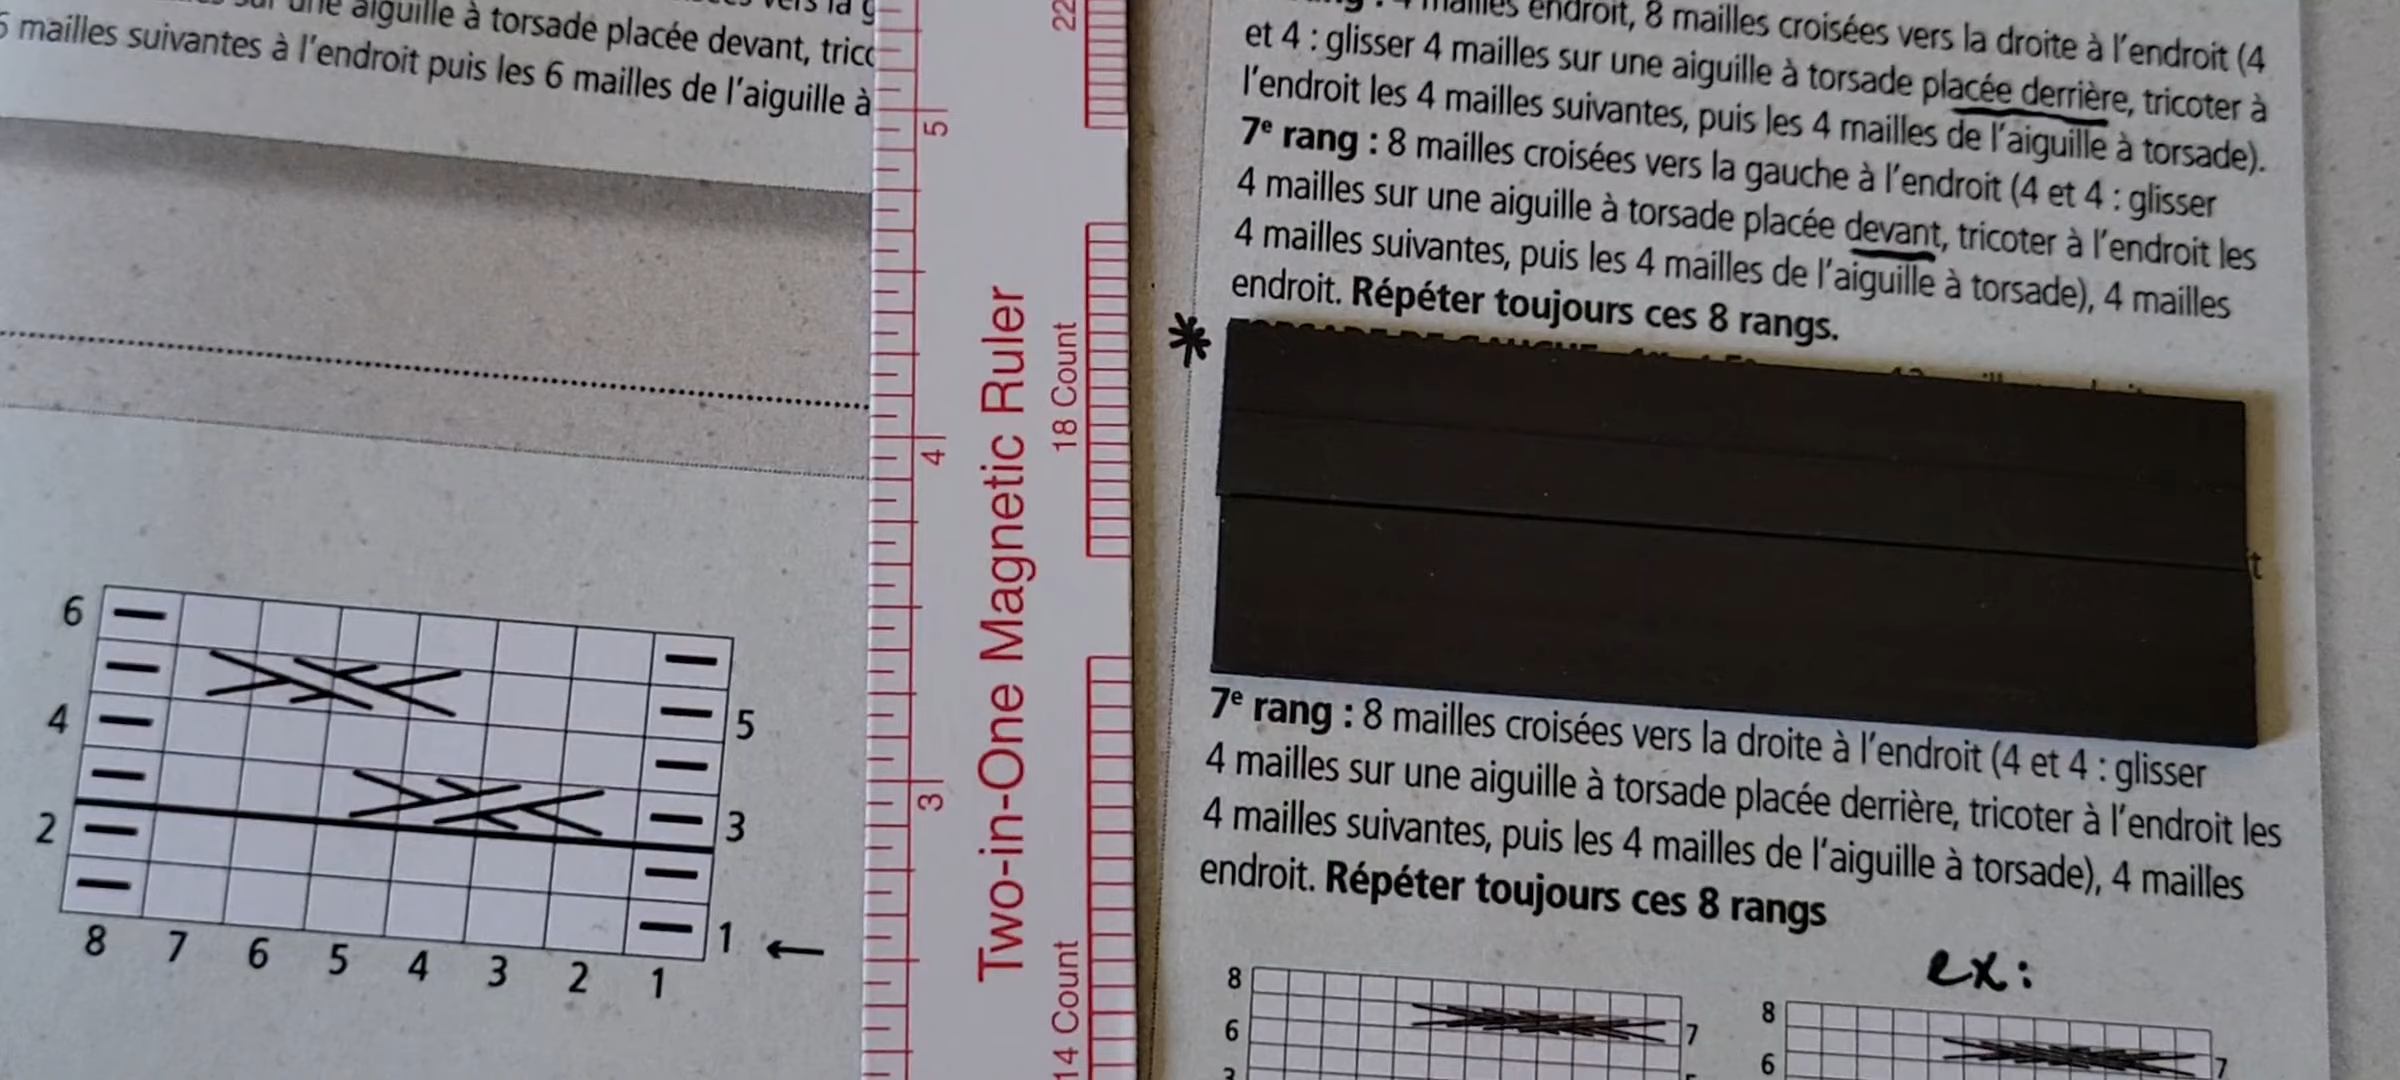 une aiguille à torsade placée devant,
mailles suivantes à l'endroit puis les 6 mailles de l'aiguille à
6
4
2
5
3
1
8 7 6 5 4 3 2 1
5
4
3
Two-in-One Magnetic Ruler
22
18 Count
14 Count
mailles endroit, 8 mailles croisées vers la droite à l'endroit (4
et 4 : glisser 4 mailles sur une aiguille à torsade placée derrière, tricoter à
l'endroit les 4 mailles suivantes, puis les 4 mailles de l'aiguille à torsade).
7e rang : 8 mailles croisées vers la gauche à l'endroit (4 et 4 : glisser
4 mailles sur une aiguille à torsade placée devant, tricoter à l'endroit les
4 mailles suivantes, puis les 4 mailles de l'aiguille à torsade), 4 mailles
endroit. Répéter toujours ces 8 rangs.
*
t
7e rang : 8 mailles croisées vers la droite à l'endroit (4 et 4 : glisser
4 mailles sur une aiguille à torsade placée derrière, tricoter à l'endroit les
4 mailles suivantes, puis les 4 mailles de l'aiguille à torsade), 4 mailles
endroit. Répéter toujours ces 8 rangs
ex:
8
6
7
8
6
7